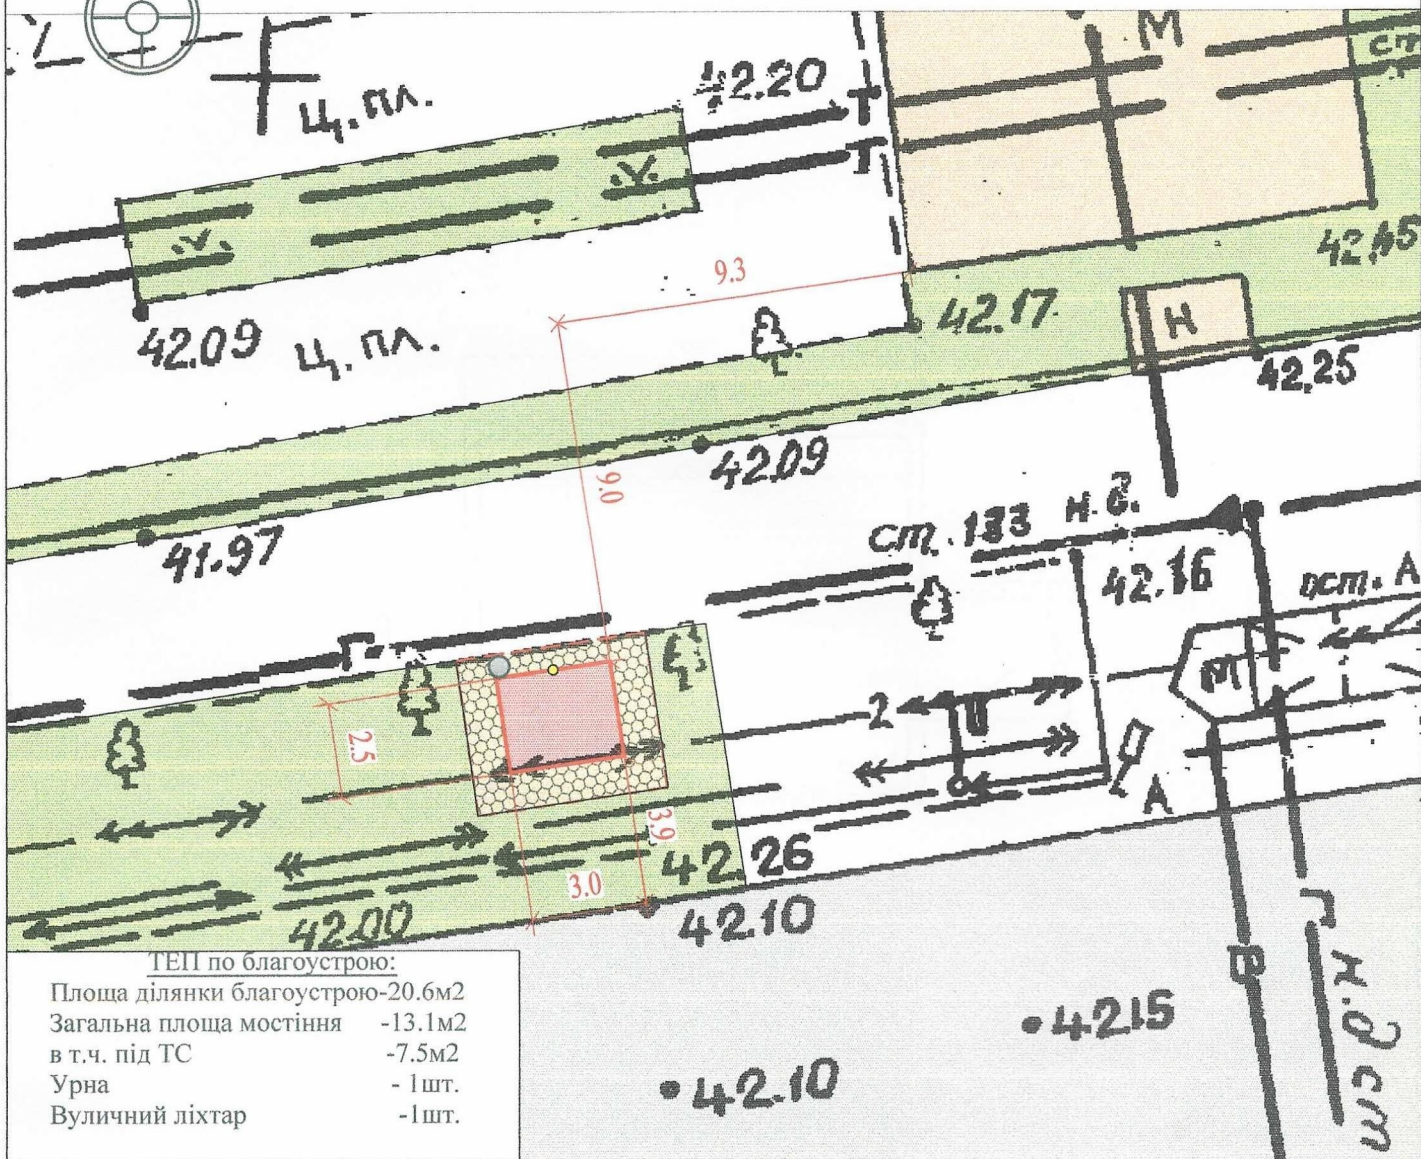 М
ст
ц. пл.
42.20
.V.
.V.
9.3
42.45
42.17
Н
42.09
ц. пл.
42.25
9.0
42.09
41.97
ст. 133 н. д.
42.16
ост. А
Г
М
2
2.5
А
3.9
42.26
3.0
42.00
42.10
В
Г
н.д ст
ТЕП по благоустрою:
Площа ділянки благоустрою-20.6м2
Загальна площа мостіння -13.1м2
в т.ч. під ТС -7.5м2
Урна - 1шт.
Вуличний ліхтар -1шт.
42.15
42.10